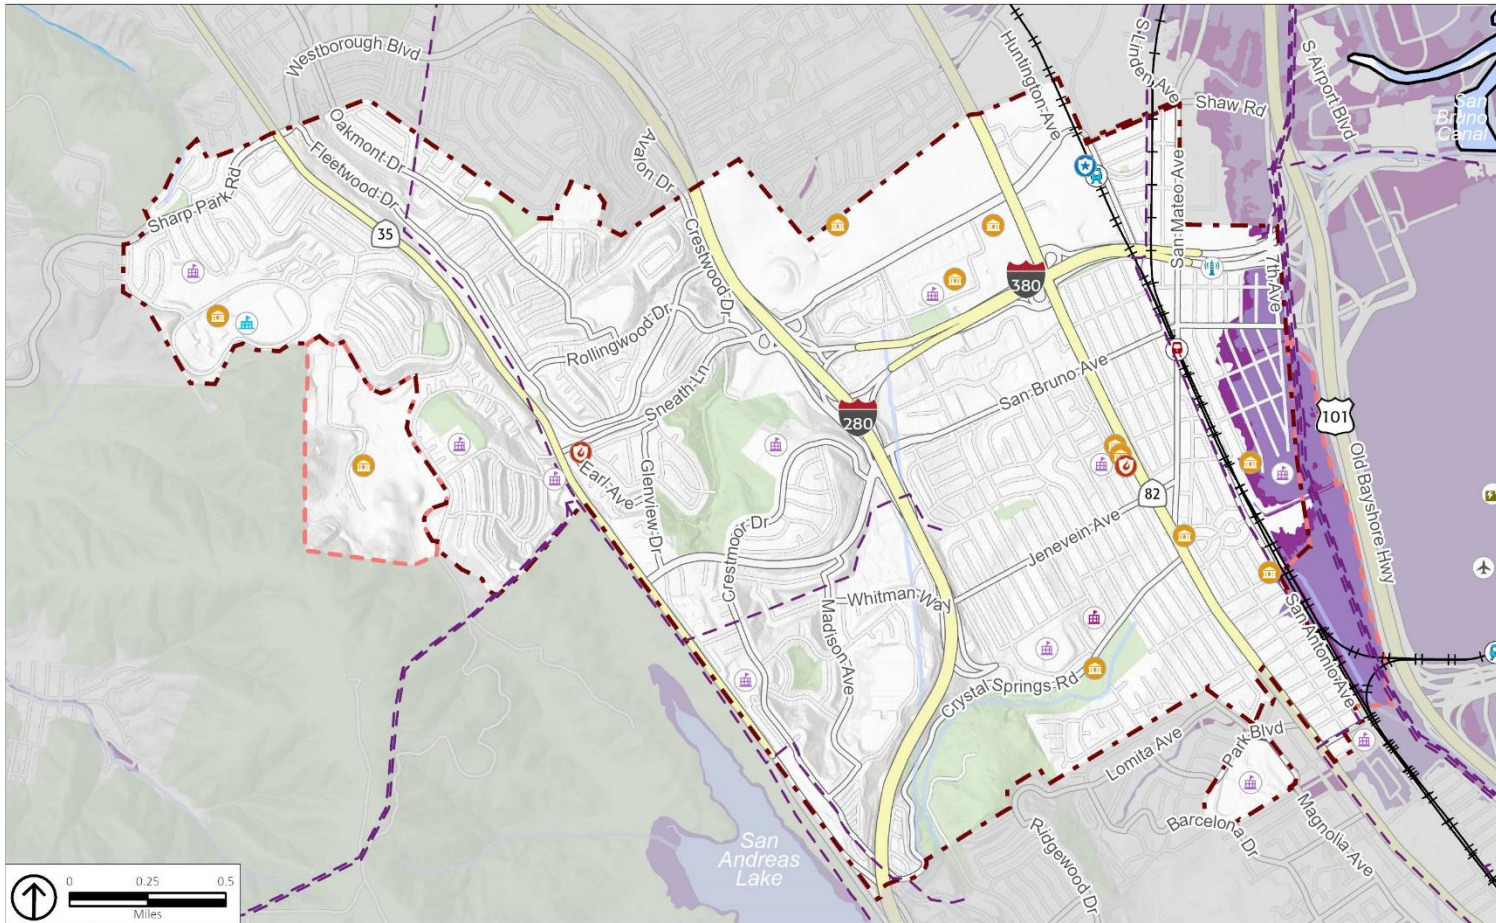 Westborough Blvd
Huntington Ave
S Linden Ave
S Airport Blvd
Shaw Rd
San
Bruno
Canal
Oakmont Dr
Fleetwood Dr
Avalon Dr
San Mateo Ave
Sharp Park Rd
35
Crestwood Dr
7th Ave
380
Rollingwood Dr
Sneath Ln
San Bruno Ave
280
101
Earl Ave
Glenview Dr
Old Bayshore Hwy
82
Crestmoor Dr
Jenevein Ave
Whitman Way
Madison Ave
San Antonio Ave
Crystal Springs Rd
Lomita Ave
Park Blvd
San
Andreas
Lake
Ridgewood Dr
Barcelona Dr
Magnolia Ave
0 0.25 0.5
Miles